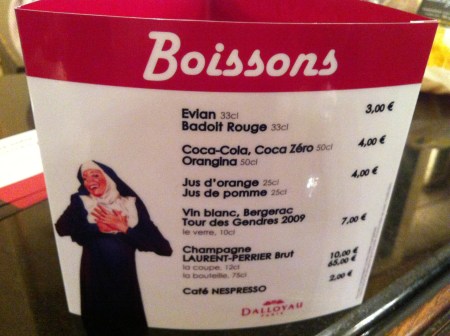 Boissons
Evian 33cl 3,00 €
Badoit Rouge 33cl
Coca-Cola, Coca Zéro 50cl 4,00 €
Orangina 50cl
Jus d'orange 25cl 4,00 €
Jus de pomme 25cl
Vin blanc, Bergerac
Tour des Gendres 2009 7,00 €
le verre, 10cl
Champagne
LAURENT-PERRIER Brut
la coupe, 12cl 10,00 €
la bouteille, 75cl 65,00 €
Café NESPRESSO 2,00 €
DALLOYAU
PARIS